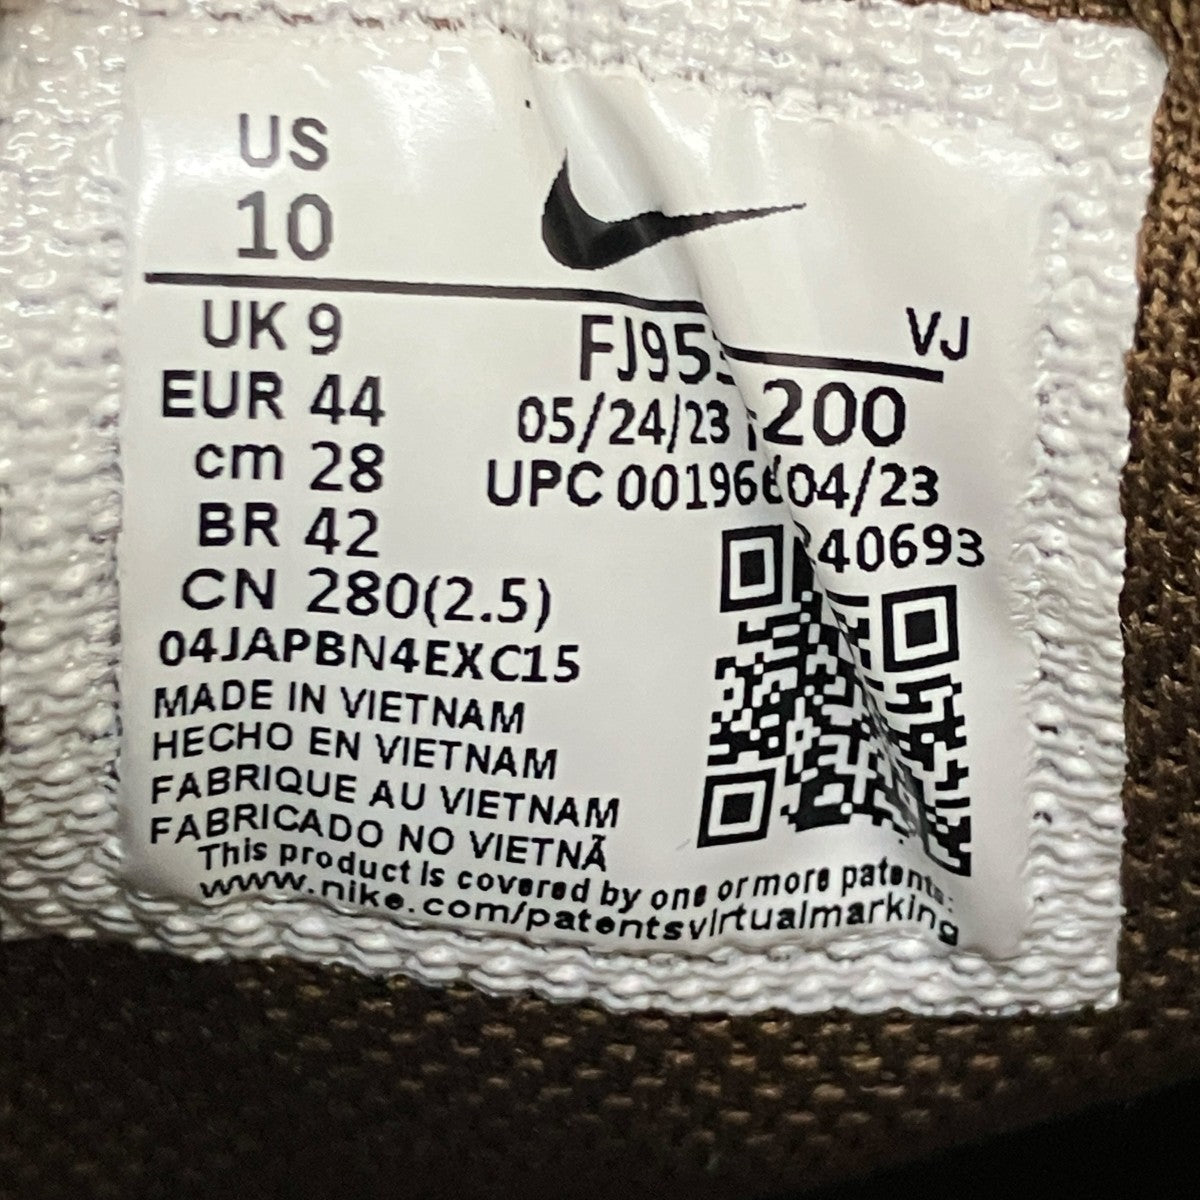 US
10
UK 9
EUR 44
cm 28
BR 42
CN 280(2.5)
04JAPBN4EXC15
MADE IN VIETNAM
HECHO EN VIETNAM
FABRIQUE AU VIETNAM
FABRICADO NO VIETNÃ
This product is covered by one or more patents:
www.nike.com/patentsvirtualmarking
VJ
200
05/24/23 04/23
UPC 40693